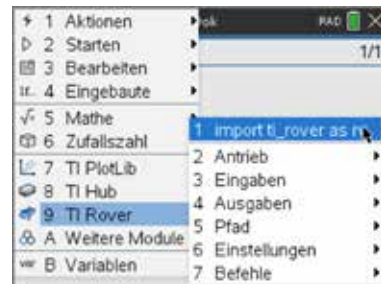 1 Aktionen
2 Starten
3 Bearbeiten
4 Eingebaute
5 Mathe
6 Zufallszahl
7 TI PlotLib
8 TI Hub
9 TI Rover
A Weitere Module
B Variablen
RAD
1/1
1 import ti_rover as
2 Antrieb
3 Eingaben
4 Ausgaben
5 Pfad
6 Einstellungen
7 Befehle